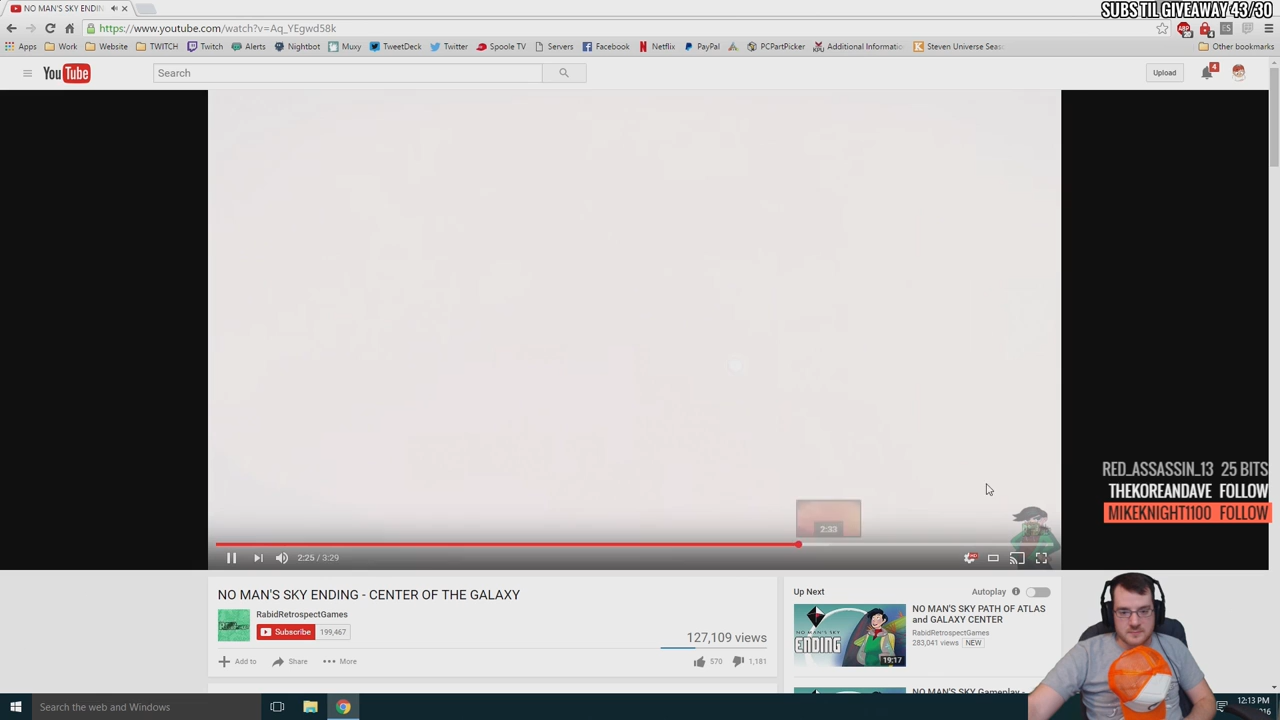 NO MAN'S SKY ENDIN
SUBS TIL GIVEAWAY 43/30
https://www.youtube.com/watch?v=Aq_YEgwd58k
Apps Work Website TWITCH Twitch Alerts Nightbot Muxy TweetDeck Twitter Spoole TV Servers Facebook Netflix PayPal PCPartPicker Additional Informatio Steven Universe Seas Other bookmarks
YouTube Search Upload 4
2:33
2:25 / 3:29 HD
RED_ASSASSIN_13 25 BITS
THEKOREANDAVE FOLLOW
MIKEKNIGHT1100 FOLLOW
NO MAN'S SKY ENDING - CENTER OF THE GALAXY
RabidRetrospectGames
Subscribe 199,467
127,109 views
Add to Share More 570 1,181
Up Next Autoplay
NO MAN'S SKY PATH OF ATLAS
and GALAXY CENTER
RabidRetrospectGames
283,041 views NEW
ENDING
19:17
NO MAN'S SKY Gameplay -
Search the web and Windows
12:13 PM